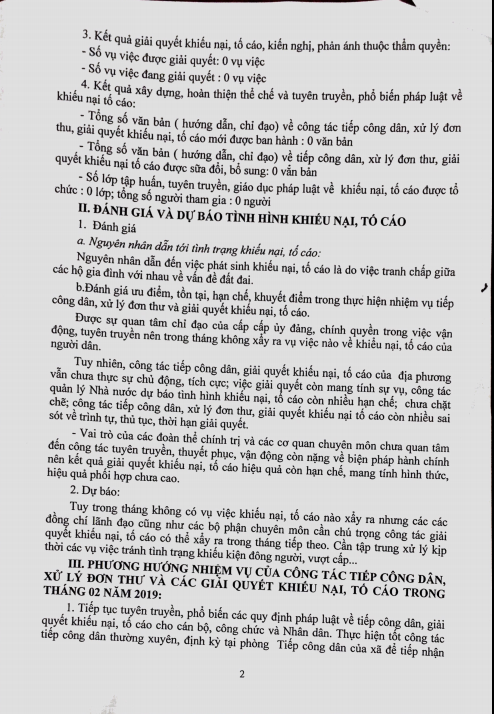 3. Kết quả giải quyết khiếu nại, tố cáo, kiến nghị, phản ánh thuộc thẩm quyền:
- Số vụ việc được giải quyết: 0 vụ việc
- Số vụ việc đang giải quyết : 0 vụ việc
4. Kết quả xây dựng, hoàn thiện thể chế và tuyên truyền, phổ biến pháp luật về
khiếu nại tố cáo:
- Tổng số văn bản ( hướng dẫn, chỉ đạo) về công tác tiếp công dân, xử lý đơn
thu, giải quyết khiếu nại, tố cáo mới được ban hành : 0 văn bản
- Tổng số văn bản ( hướng dẫn, chỉ đạo) về tiếp công dân, xử lý đơn thư, giải
quyết khiếu nại tố cáo được sữa đổi, bổ sung: 0 văn bản
- Số lớp tập huấn, tuyên truyền, giáo dục pháp luật về khiếu nại, tố cáo được tổ
chức : 0 lớp; tổng số người tham gia : 0 người
II. ĐÁNH GIÁ VÀ DỰ BÁO TÌNH HÌNH KHIẾU NẠI, TỐ CÁO
1. Đánh giá
a. Nguyên nhân dẫn tới tình trạng khiếu nại, tố cáo:
Nguyên nhân dẫn đến việc phát sinh khiếu nại, tố cáo là do việc tranh chấp giữa
các hộ gia đình với nhau về vấn đề đất đai.
b.Đánh giá ưu điểm, tồn tại, hạn chế, khuyết điểm trong thực hiện nhiệm vụ tiếp
công dân, xử lý đơn thư và giải quyết khiếu nại, tố cáo.
Được sự quan tâm chỉ đạo của cấp cấp ủy đảng, chính quyền trong việc vận
động, tuyên truyền nên trong tháng không xẩy ra vụ việc nào về khiếu nại, tố cáo của
người dân.
Tuy nhiên, công tác tiếp công dân, giải quyết khiếu nại, tố cáo của địa phương
vẫn chưa thực sự chủ động, tích cực; việc giải quyết còn mang tính sự vụ, công tác
quản lý Nhà nước dự báo tình hình khiếu nại, tố cáo còn nhiều hạn chế; chưa chặt
chẽ; công tác tiếp công dân, xử lý đơn thư, giải quyết khiếu nại tố cáo còn nhiều sai
sót về trình tự, thủ tục, thời hạn giải quyết.
- Vai trò của các đoàn thể chính trị và các cơ quan chuyên môn chưa quan tâm
đến công tác tuyên truyền, thuyết phục, vận động còn nặng về biện pháp hành chính
nên kết quả giải quyết khiếu nại, tố cáo hiệu quả còn hạn chế, mang tính hình thức,
hiệu quả phối hợp chưa cao.
2. Dự báo:
Tuy trong tháng không có vụ việc khiếu nại, tố cáo nào xẩy ra nhưng các các
đồng chí lãnh đạo cũng như các bộ phận chuyên môn cần chú trọng công tác giải
quyết khiếu nại, tố cáo có thể xẩy ra trong tháng tiếp theo. Cần tập trung xử lý kịp
thời các vụ việc tránh tình trạng khiếu kiện đông người, vượt cấp...
III. PHƯƠNG HƯỚNG NHIỆM VỤ CỦA CÔNG TÁC TIẾP CÔNG DÂN,
XỬ LÝ ĐƠN THƯ VÀ CÁC GIẢI QUYẾT KHIẾU NẠI, TỐ CÁO TRONG
THÁNG 02 NĂM 2019:
1. Tiếp tục tuyên truyền, phổ biến các quy định pháp luật về tiếp công dân, giải
quyết khiếu nại, tố cáo cho cán bộ, công chức và Nhân dân. Thực hiện tốt công tác
tiếp công dân thường xuyên, định kỳ tại phòng Tiếp công dân của xã để tiếp nhận
2